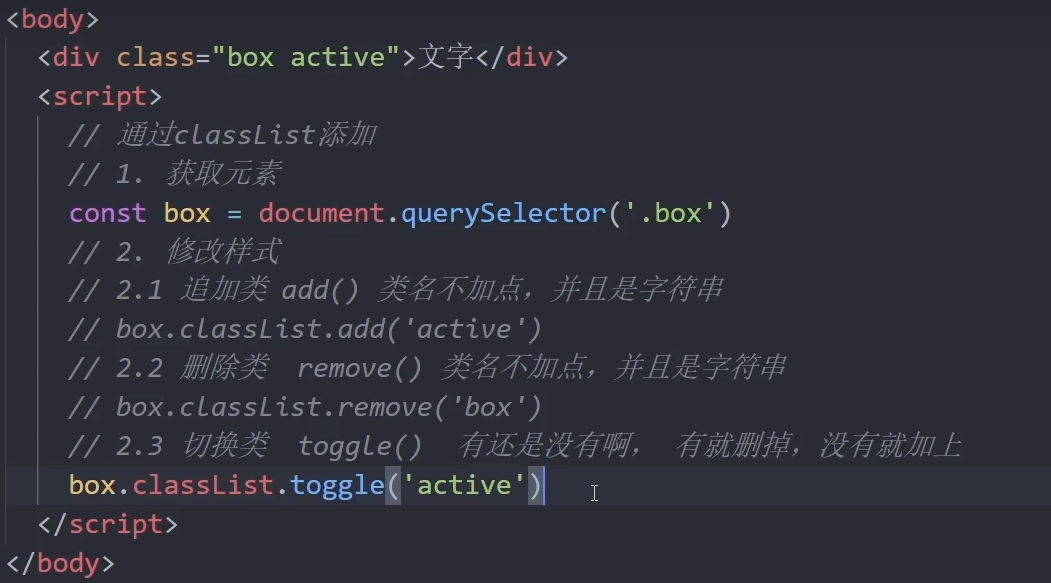 <body>
<div class="box active">文字</div>
<script>
// 通过classList添加
// 1. 获取元素
const box = document.querySelector('.box')
// 2. 修改样式
// 2.1 追加类 add() 类名不加点，并且是字符串
// box.classList.add('active')
// 2.2 删除类 remove() 类名不加点，并且是字符串
// box.classList.remove('box')
// 2.3 切换类 toggle() 有还是没有啊， 有就删掉，没有就加上
box.classList.toggle('active')
</script>
</body>